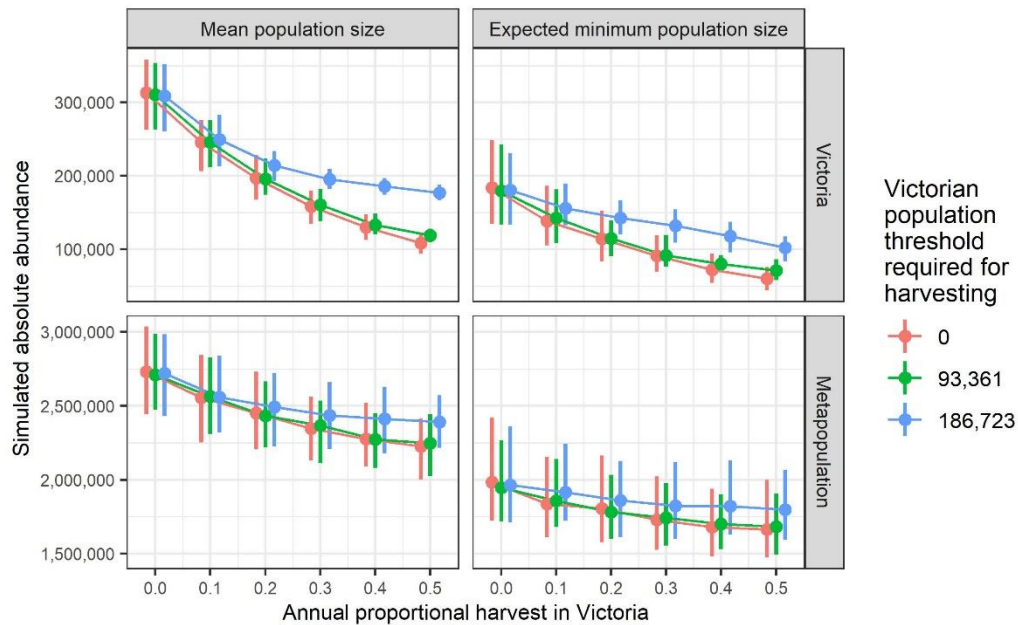 Mean population size
Expected minimum population size
300,000
200,000
100,000
Victoria
3,000,000
2,500,000
2,000,000
1,500,000
Metapopulation
Simulated absolute abundance
0.0 0.1 0.2 0.3 0.4 0.5
0.0 0.1 0.2 0.3 0.4 0.5
Annual proportional harvest in Victoria
Victorian
population
threshold
required for
harvesting
0
93,361
186,723